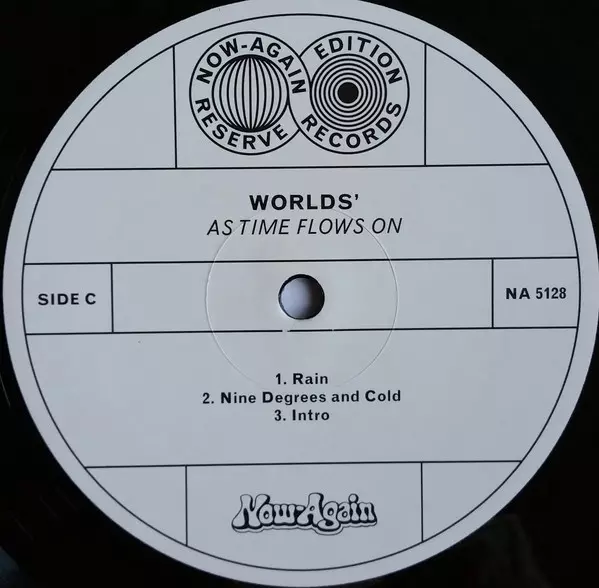 NOW-AGAIN
RESERVE
EDITION
RECORDS
WORLDS'
AS TIME FLOWS ON
SIDE C
NA 5128
1. Rain
2. Nine Degrees and Cold
3. Intro
Now-Again